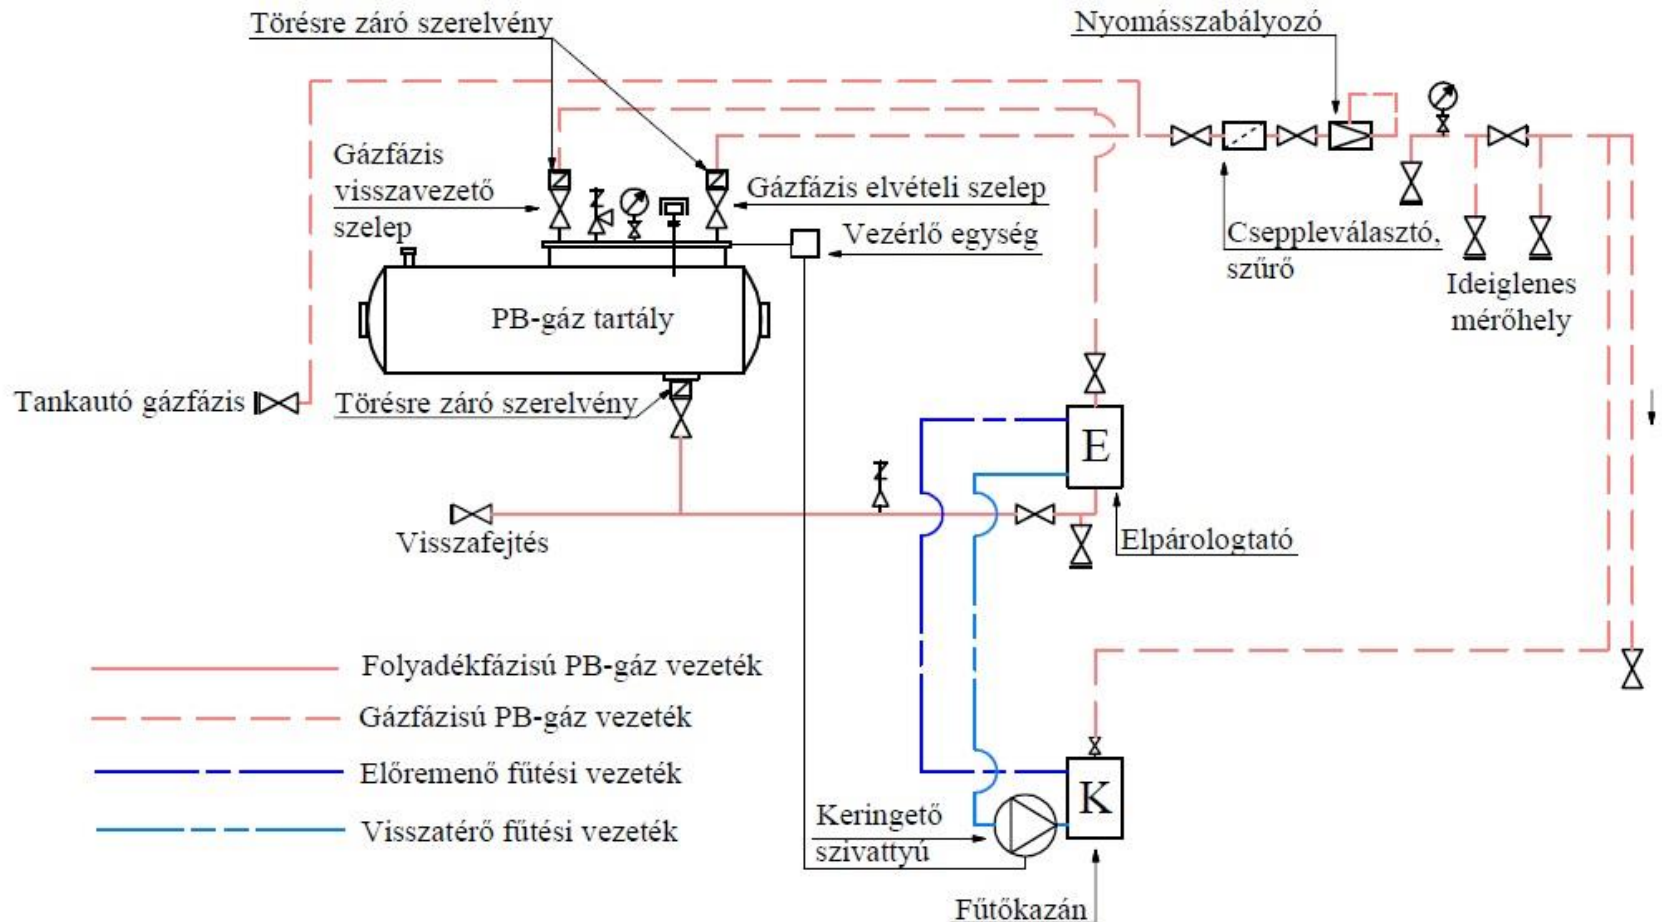 Törésre záró szerelvény
Nyomásszabályozó
Gázfázis
visszavezető
szelep
Gázfázis elvételi szelep
Vezérlő egység
Cseppleválasztó,
szűrő
Ideiglenes
mérőhely
PB-gáz tartály
Tankautó gázfázis
Törésre záró szerelvény
E
Visszafejtés
Elpárologtató
Folyadékfázisú PB-gáz vezeték
Gázfázisú PB-gáz vezeték
Előremenő fűtési vezeték
Visszatérő fűtési vezeték
Keringető
szivattyú
K
Fűtőkazán